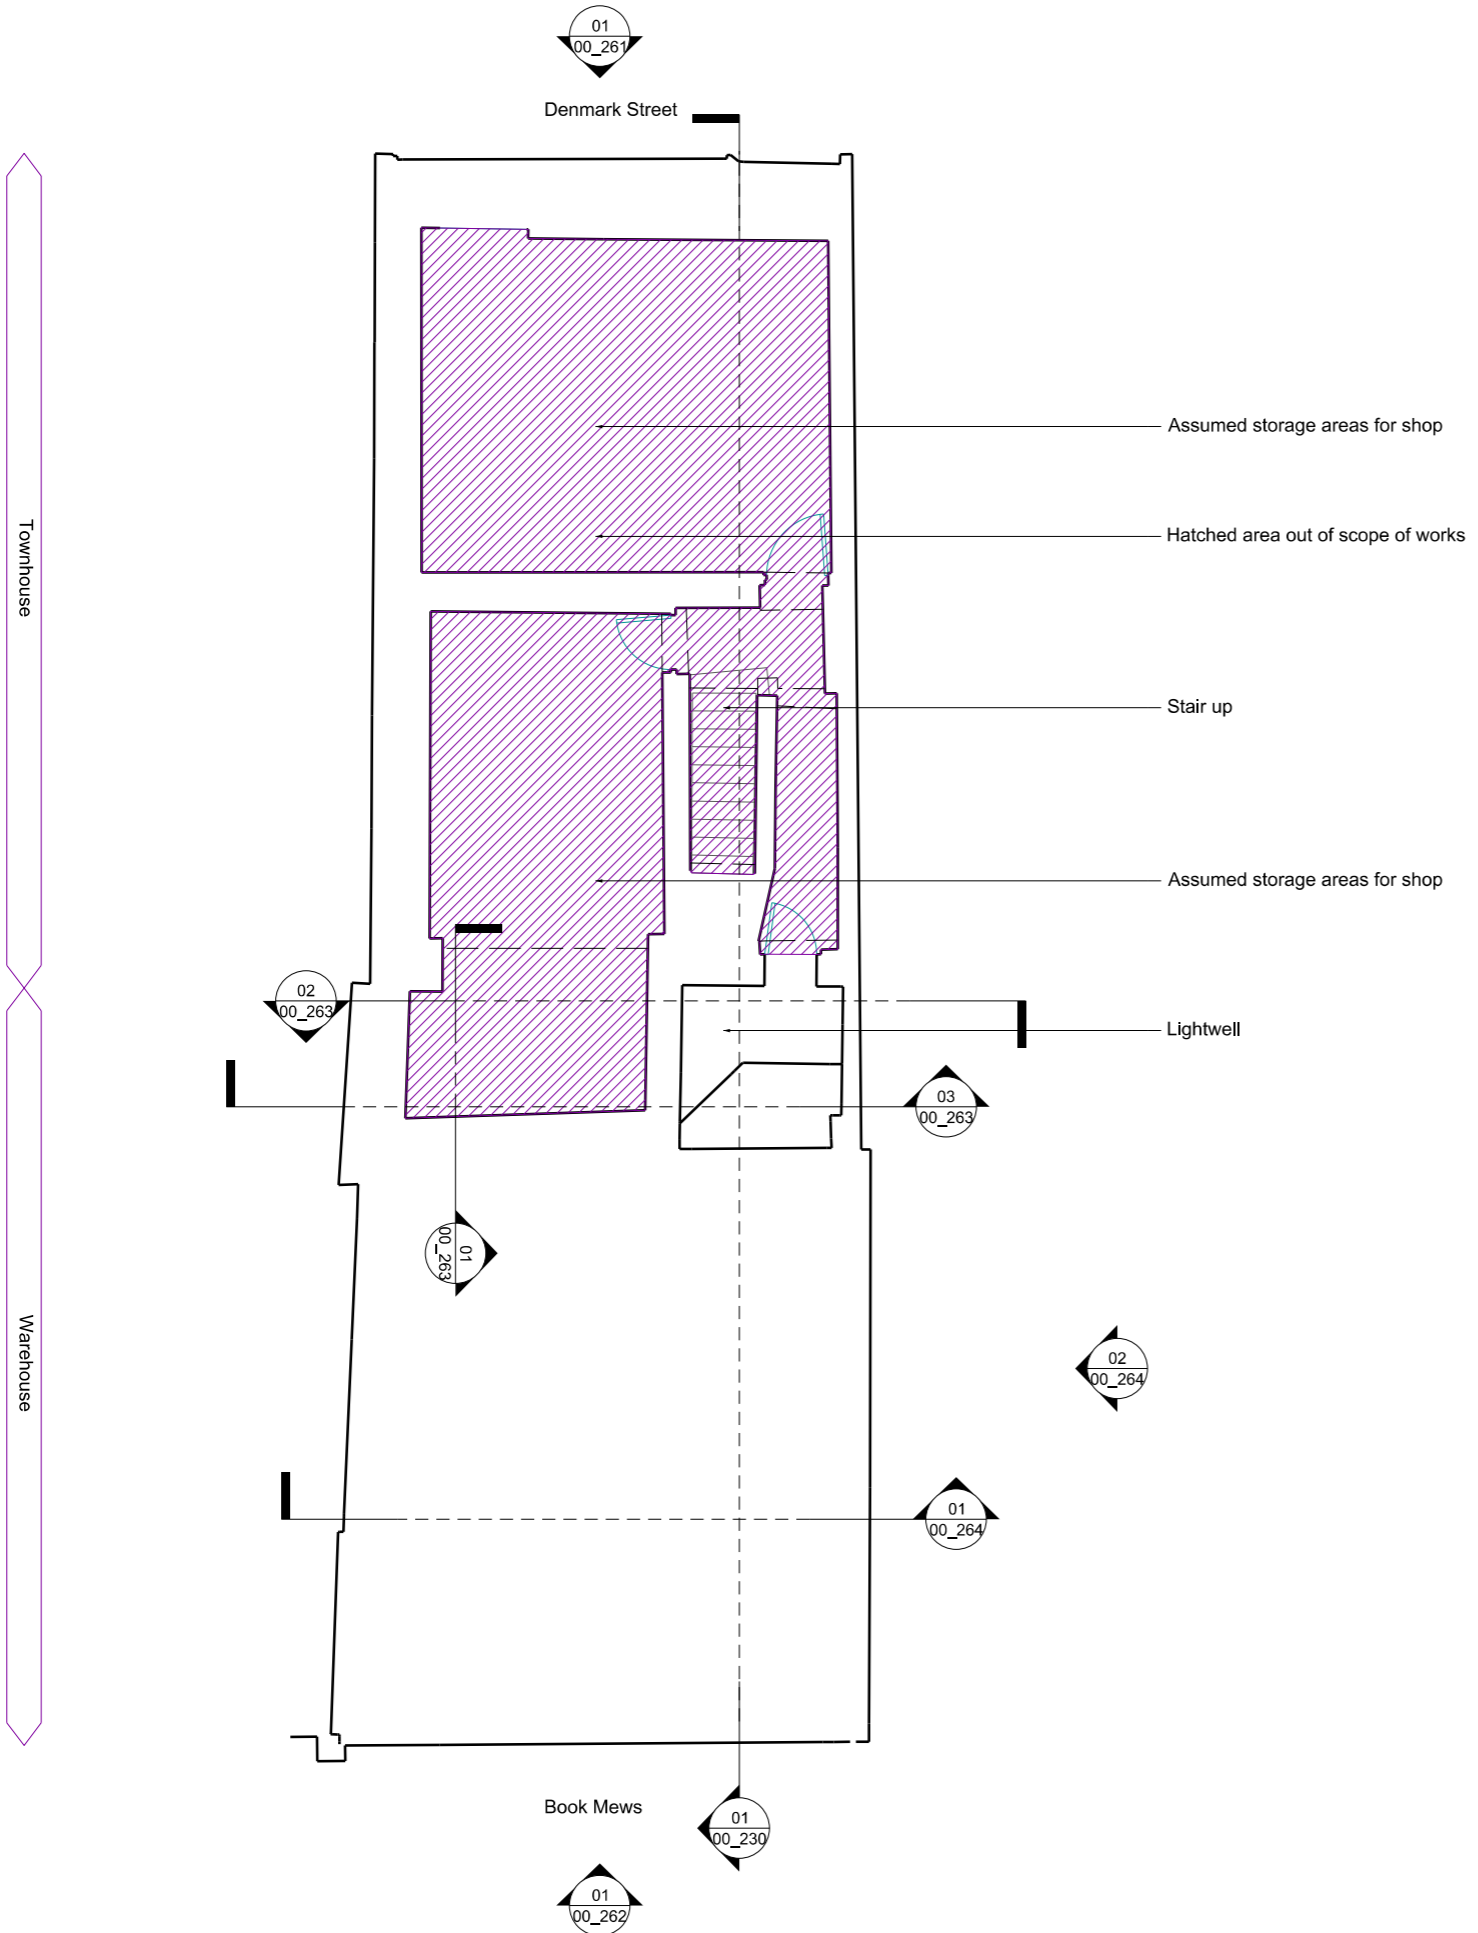 01
00_261
Denmark Street
Assumed storage areas for shop
Townhouse
Hatched area out of scope of works
Stair up
Assumed storage areas for shop
02
00_263
Lightwell
03
00_263
01
00_263
Warehouse
02
00_264
01
00_264
Book Mews
01
00_230
01
00_262